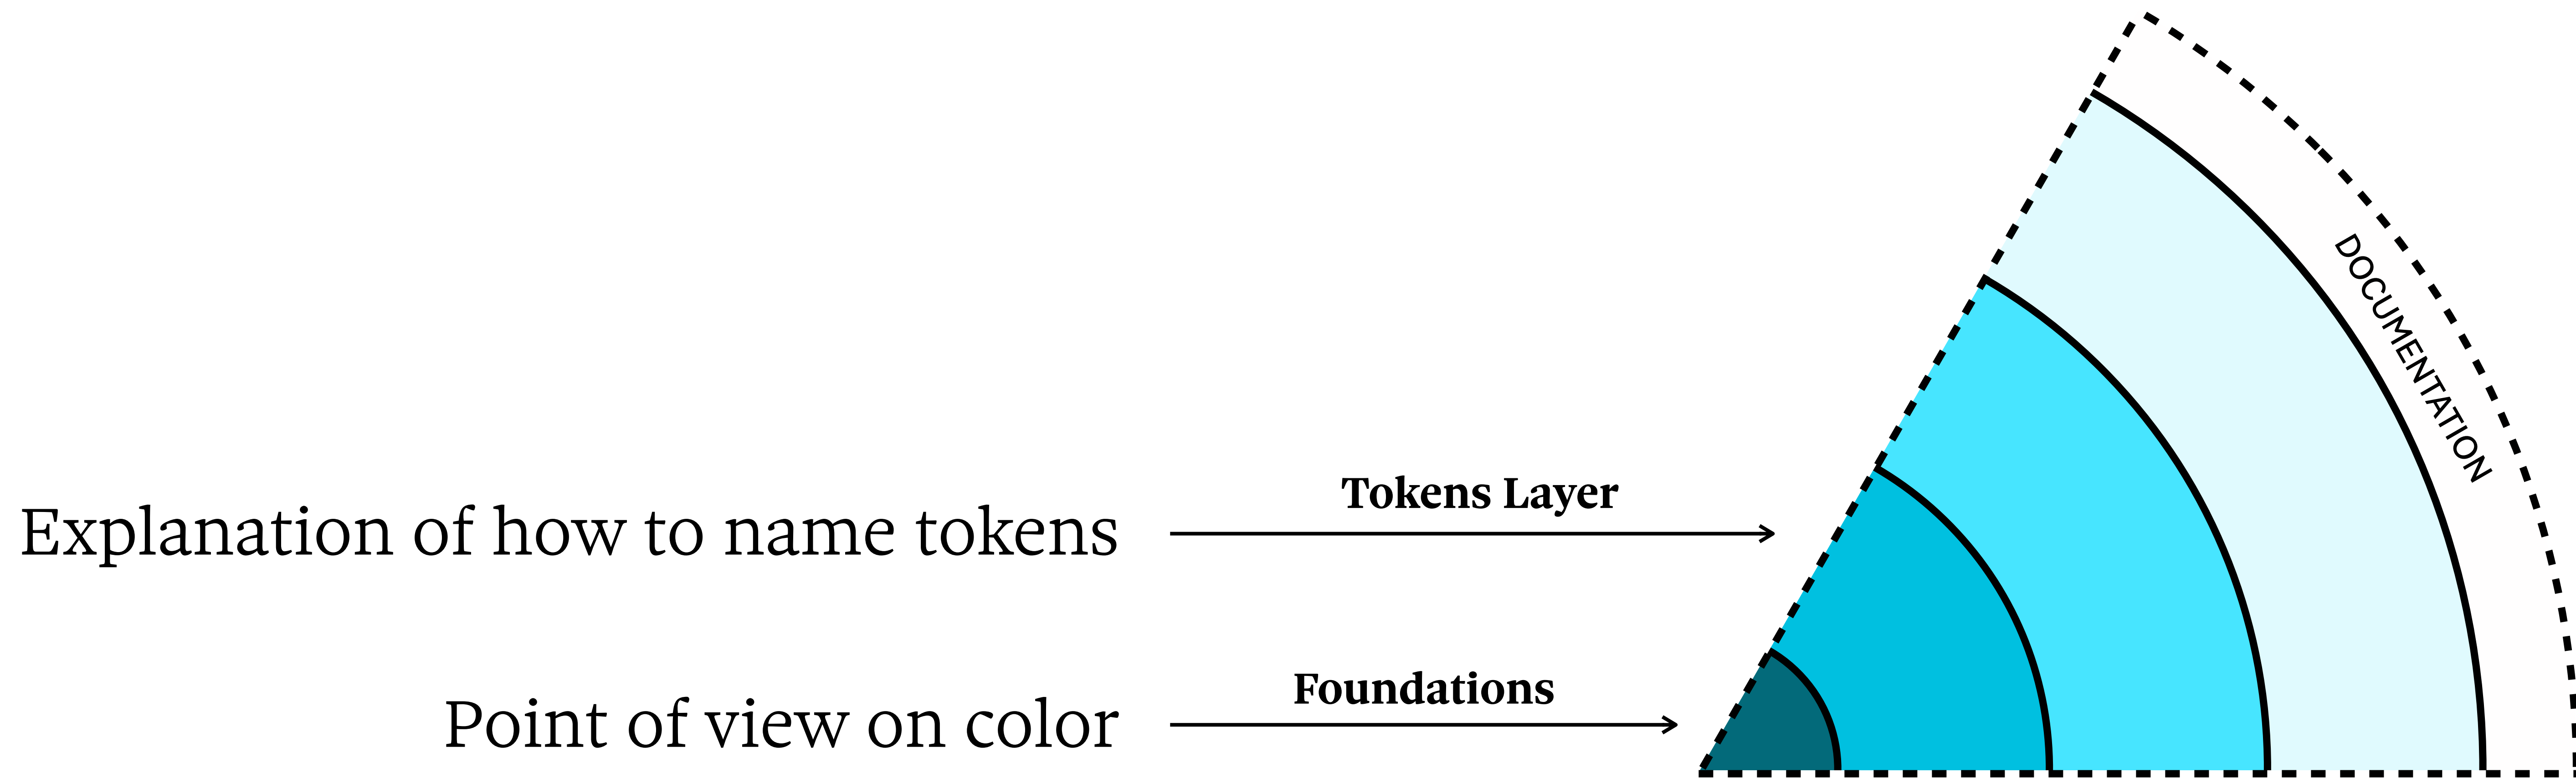 DOCUMENTATION
Tokens Layer
Explanation of how to name tokens
Foundations
Point of view on color